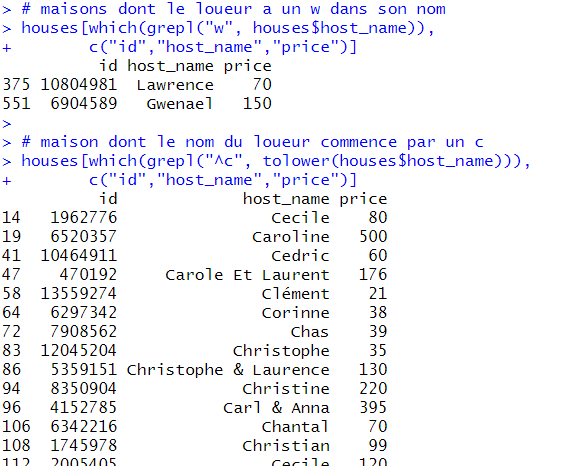 > # maisons dont le loueur a un w dans son nom
> houses[which(grepl("w", houses$host_name)),
+        c("id","host_name","price")]
          id host_name price
375 10804981  Lawrence    70
551  6904589   Gwenael   150
>
> # maison dont le nom du loueur commence par un c
> houses[which(grepl("^c", tolower(houses$host_name))),
+        c("id","host_name","price")]
          id             host_name price
14   1962776                Cecile    80
19   6520357              Caroline   500
41  10464911                Cedric    60
47    470192     Carole Et Laurent   176
58  13559274               Clément    21
64   6297342               Corinne    38
72   7908562                  Chas    39
83  12045204            Christophe    35
86   5359151 Christophe & Laurence   130
94   8350904             Christine   220
96   4152785           Carl & Anna   395
106  6342216               Chantal    70
108  1745978             Christian    99
112  2005405                Cecile   120